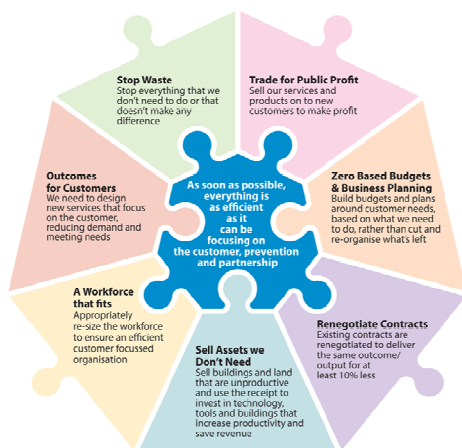 Stop Waste
Stop everything that we
don't need to do or that
doesn't make any
difference
Trade for Public Profit
Sell our services and
products on to new
customers to make profit
Outcomes
for Customers
We need to design
new services that focus
on the customer,
reducing demand and
meeting needs
As soon as possible,
everything is
as efficient
as it
can be
focusing on
the customer, prevention
and partnership
Zero Based Budgets
& Business Planning
Build budgets and plans
around customer needs,
based on what we need
to do, rather than cut and
re-organise what's left
A Workforce
that fits
Appropriately
re-size the workforce
to ensure an efficient
customer focussed
organisation
Sell Assets we
Don't Need
Sell buildings and land
that are unproductive
and use the receipt to
invest in technology,
tools and buildings that
increase productivity and
save revenue
Renegotiate Contracts
Existing contracts are
renegotiated to deliver
the same outcome/
output for at
least 10% less